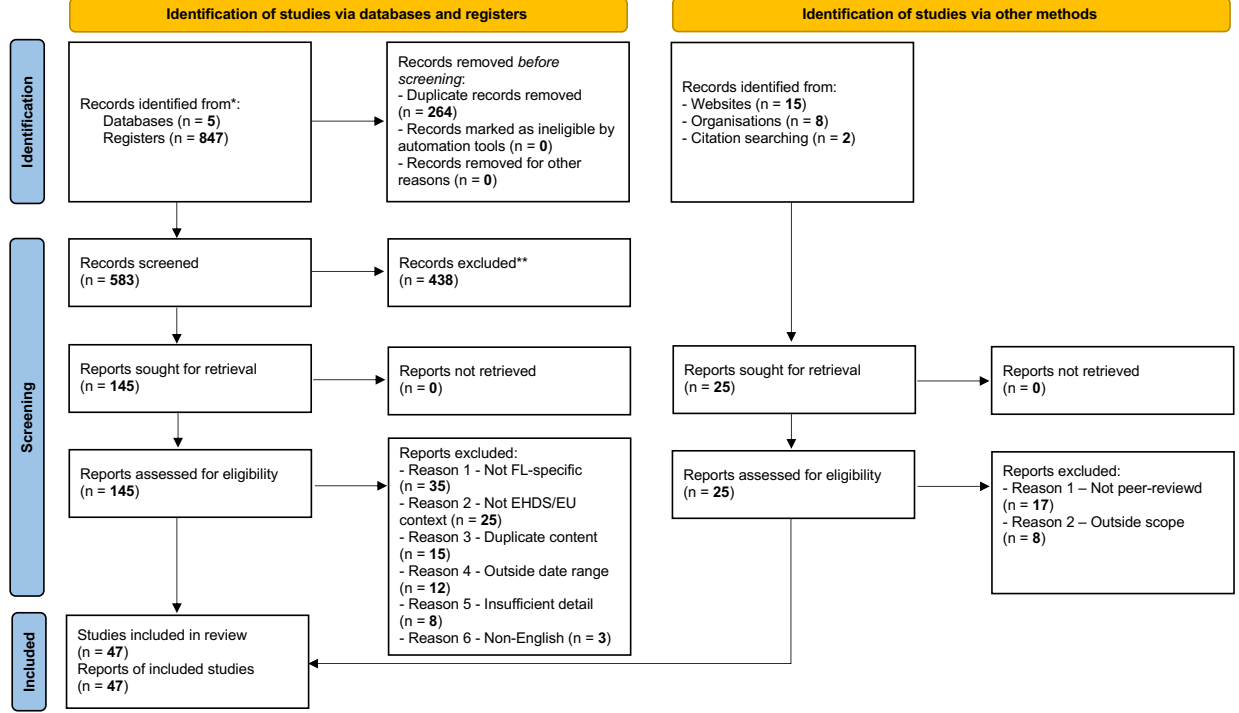 Identification of studies via databases and registers
Identification of studies via other methods
Identification
Records identified from*:
Databases (n = 5)
Registers (n = 847)
Records removed before
screening:
- Duplicate records removed
(n = 264)
- Records marked as ineligible by
automation tools (n = 0)
- Records removed for other
reasons (n = 0)
Records identified from:
- Websites (n = 15)
- Organisations (n = 8)
- Citation searching (n = 2)
Screening
Records screened
(n = 583)
Records excluded**
(n = 438)
Reports sought for retrieval
(n = 145)
Reports not retrieved
(n = 0)
Reports sought for retrieval
(n = 25)
Reports not retrieved
(n = 0)
Reports assessed for eligibility
(n = 145)
Reports excluded:
- Reason 1 - Not FL-specific
(n = 35)
- Reason 2 - Not EHDS/EU
context (n = 25)
- Reason 3 - Duplicate content
(n = 15)
- Reason 4 - Outside date range
(n = 12)
- Reason 5 - Insufficient detail
(n = 8)
- Reason 6 - Non-English (n = 3)
Reports assessed for eligibility
(n = 25)
Reports excluded:
- Reason 1 – Not peer-reviewd
(n = 17)
- Reason 2 – Outside scope
(n = 8)
Included
Studies included in review
(n = 47)
Reports of included studies
(n = 47)